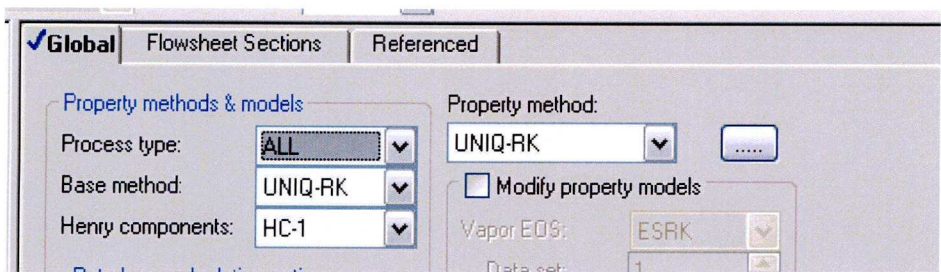 Global Flowsheet Sections Referenced
Property methods & models
Process type: ALL
Base method: UNIQ-RK
Henry components: HC-1
Property method:
UNIQ-RK .....
Modify property models
Vapor EOS: ESRK
Data set: 1